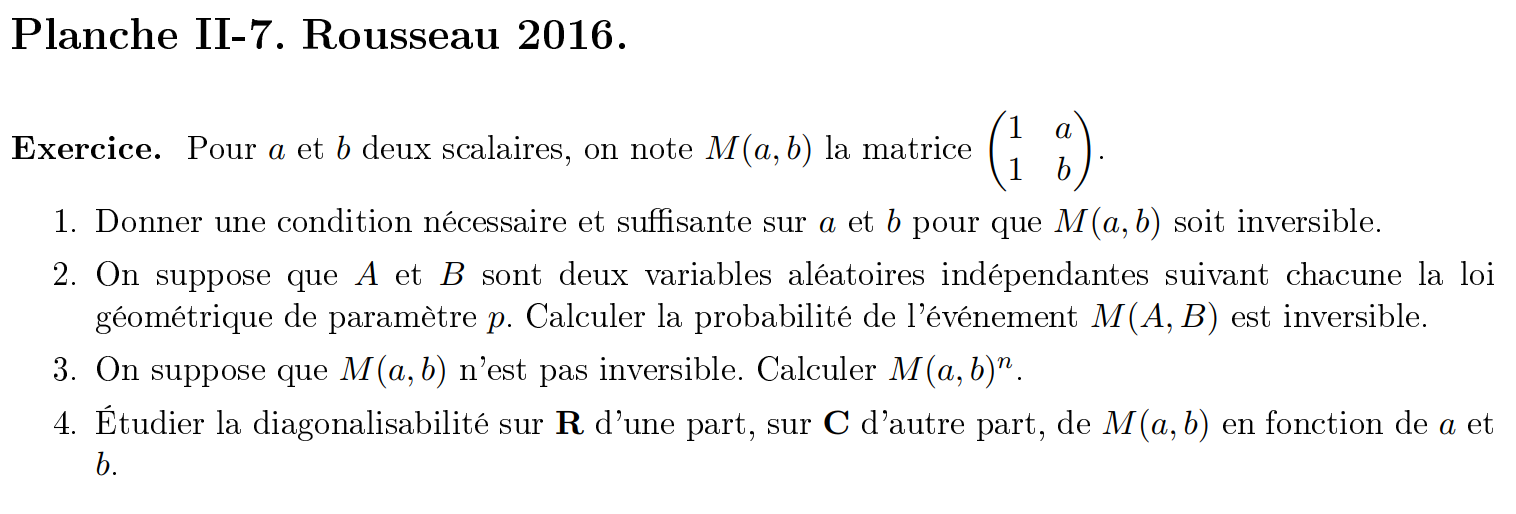 Planche II-7. Rousseau 2016.
Exercice. Pour a et b deux scalaires, on note M(a, b) la matrice \begin{pmatrix} 1 & a \\ 1 & b \end{pmatrix}.
1. Donner une condition nécessaire et suffisante sur a et b pour que M(a, b) soit inversible.
2. On suppose que A et B sont deux variables aléatoires indépendantes suivant chacune la loi
géométrique de paramètre p. Calculer la probabilité de l'événement M(A, B) est inversible.
3. On suppose que M(a, b) n'est pas inversible. Calculer M(a, b)^n.
4. Étudier la diagonalisabilité sur R d'une part, sur C d'autre part, de M(a, b) en fonction de a et
b.